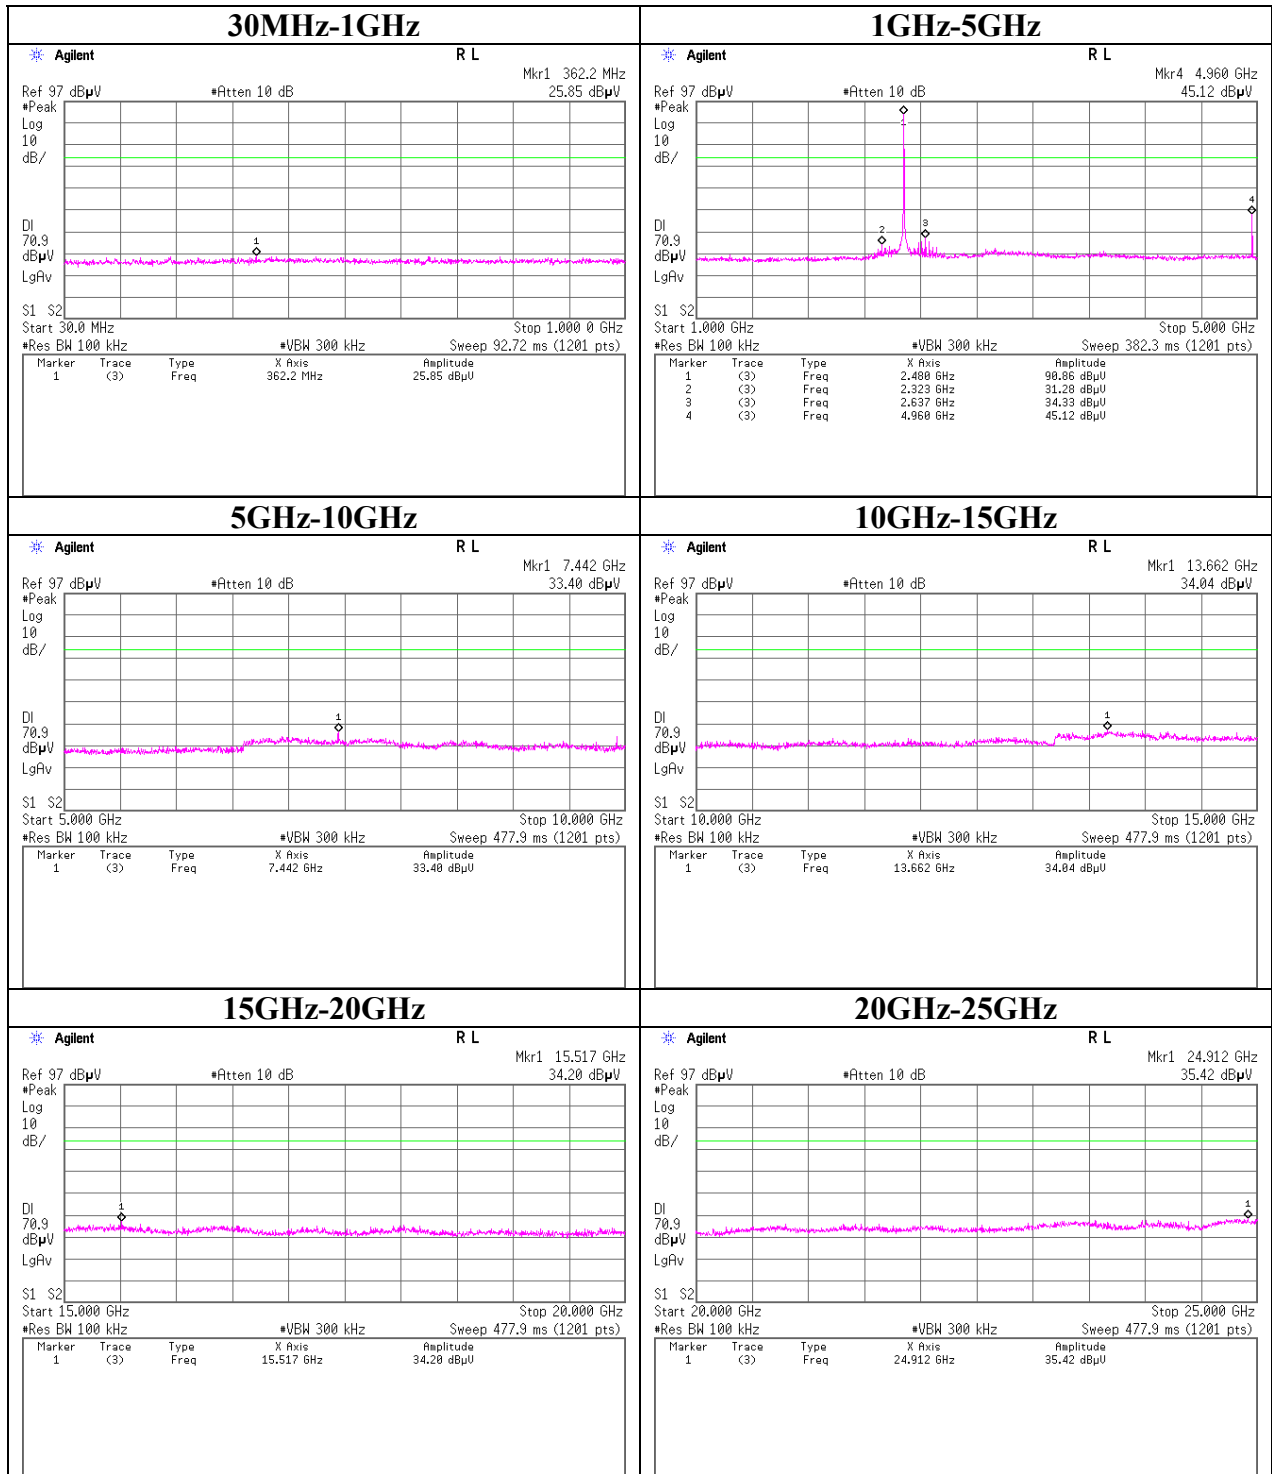 30MHz-1GHz
Agilent R L
Mkr1 362.2 MHz
Ref 97 dBµV #Atten 10 dB 25.85 dBµV
#Peak
Log
10
dB/
1
DI
70.9
dBµV
LgAv
S1 S2
Start 30.0 MHz Stop 1.000 0 GHz
#Res BW 100 kHz #VBW 300 kHz Sweep 92.72 ms (1201 pts)
Marker Trace Type X Axis Amplitude
1 (3) Freq 362.2 MHz 25.85 dBµV
1GHz-5GHz
Agilent R L
Mkr4 4.960 GHz
Ref 97 dBµV #Atten 10 dB 45.12 dBµV
#Peak
Log
10
dB/
1
4
3
2
DI
70.9
dBµV
LgAv
S1 S2
Start 1.000 GHz Stop 5.000 GHz
#Res BW 100 kHz #VBW 300 kHz Sweep 382.3 ms (1201 pts)
Marker Trace Type X Axis Amplitude
1 (3) Freq 2.480 GHz 90.86 dBµV
2 (3) Freq 2.323 GHz 31.28 dBµV
3 (3) Freq 2.637 GHz 34.33 dBµV
4 (3) Freq 4.960 GHz 45.12 dBµV
5GHz-10GHz
Agilent R L
Mkr1 7.442 GHz
Ref 97 dBµV #Atten 10 dB 33.40 dBµV
#Peak
Log
10
dB/
1
DI
70.9
dBµV
LgAv
S1 S2
Start 5.000 GHz Stop 10.000 GHz
#Res BW 100 kHz #VBW 300 kHz Sweep 477.9 ms (1201 pts)
Marker Trace Type X Axis Amplitude
1 (3) Freq 7.442 GHz 33.40 dBµV
10GHz-15GHz
Agilent R L
Mkr1 13.662 GHz
Ref 97 dBµV #Atten 10 dB 34.04 dBµV
#Peak
Log
10
dB/
1
DI
70.9
dBµV
LgAv
S1 S2
Start 10.000 GHz Stop 15.000 GHz
#Res BW 100 kHz #VBW 300 kHz Sweep 477.9 ms (1201 pts)
Marker Trace Type X Axis Amplitude
1 (3) Freq 13.662 GHz 34.04 dBµV
15GHz-20GHz
Agilent R L
Mkr1 15.517 GHz
Ref 97 dBµV #Atten 10 dB 34.20 dBµV
#Peak
Log
10
dB/
1
DI
70.9
dBµV
LgAv
S1 S2
Start 15.000 GHz Stop 20.000 GHz
#Res BW 100 kHz #VBW 300 kHz Sweep 477.9 ms (1201 pts)
Marker Trace Type X Axis Amplitude
1 (3) Freq 15.517 GHz 34.20 dBµV
20GHz-25GHz
Agilent R L
Mkr1 24.912 GHz
Ref 97 dBµV #Atten 10 dB 35.42 dBµV
#Peak
Log
10
dB/
1
DI
70.9
dBµV
LgAv
S1 S2
Start 20.000 GHz Stop 25.000 GHz
#Res BW 100 kHz #VBW 300 kHz Sweep 477.9 ms (1201 pts)
Marker Trace Type X Axis Amplitude
1 (3) Freq 24.912 GHz 35.42 dBµV